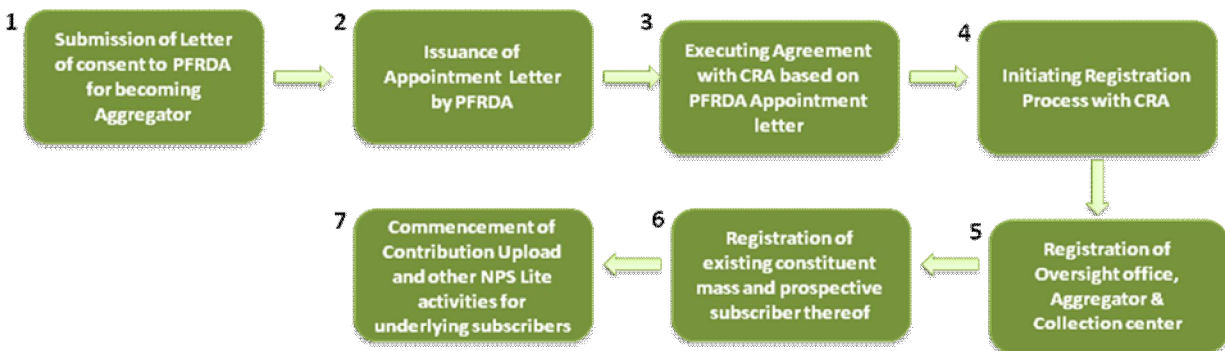 1
Submission of Letter
of consent to PFRDA
for becoming
Aggregator
2
Issuance of
Appointment Letter
by PFRDA
3
Executing Agreement
with CRA based on
PFRDA Appointment
letter
4
Initiating Registration
Process with CRA
5
Registration of
Oversight office,
Aggregator &
Collection center
6
Registration of
existing constituent
mass and prospective
subscriber thereof
7
Commencement of
Contribution Upload
and other NPS Lite
activities for
underlying subscribers